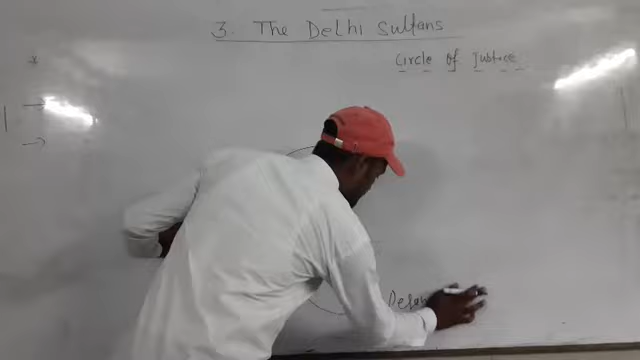 3. The Delhi Sultans
Circle of Justice